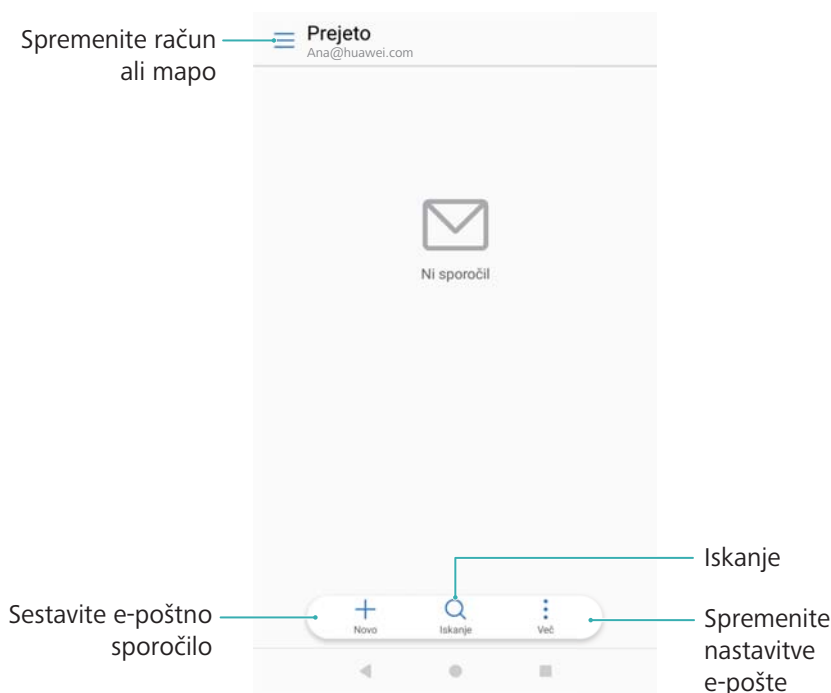 Spremenite račun
ali mapo
Prejeto
Ana@huawei.com
Ni sporočil
Iskanje
Sestavite e-poštno
sporočilo
Novo
Iskanje
Več
Spremenite
nastavitve
e-pošte